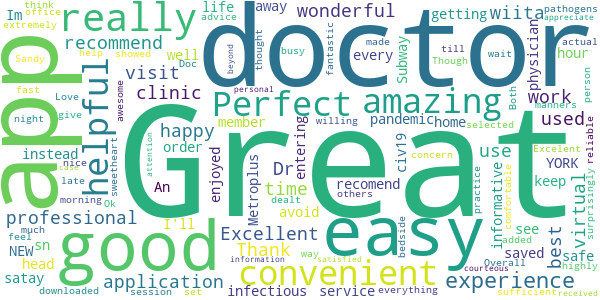 think
office
Im
extremely
really
life
advice
away
wonderful
getting
wiita
pathogens
appreciate
Sandy
help
showed
recommend
well
Doc
beyond
thought
busy
fantastic
made
every
Subway
till
Though
wait
physician
actual
hour
doctor
app
fast
Love
awesome
visit
personal
Perfect
amazing
Both
person
manners
night
give
clinic
willing
pandemic
home
work
selected
used
reliable
helpful
nice
happy
member
entering
civ19
concern
Excelent
YORK
instead
case
sweetheart
order
attention
Great
An
enjoyed
Dr
recomend
others
use
practice
informative
comfortable
virtual
surprisingly
late
morning
Ok
I'll
Metroplus
time
dealt
avoid
keep
professional
much
feel
NEW
sn
good
Excellent
easy
bedside
see
added
best
safe
highly
head
Thank
way
information
satisfied
Overall
saved
satay
application
convenient
courteous
experience
downloaded
session
set
infectious
service
everything
sufficient
received